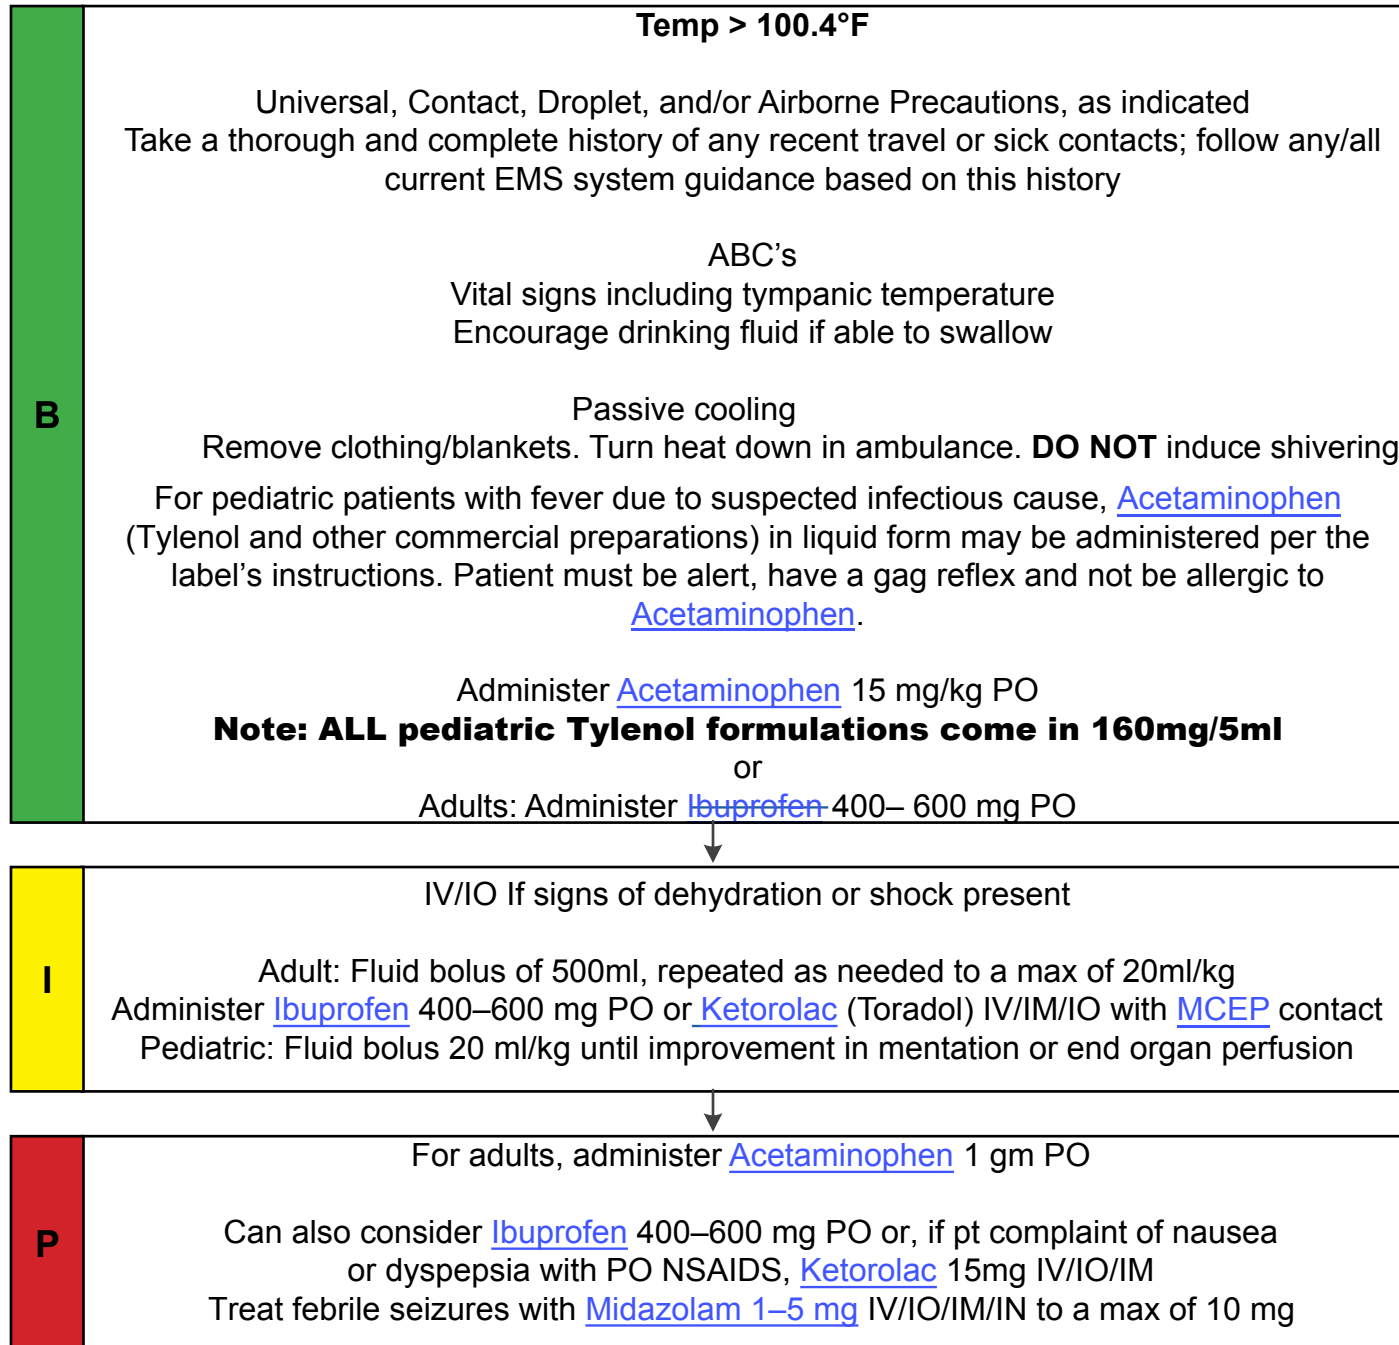 Temp > 100.4°F
Universal, Contact, Droplet, and/or Airborne Precautions, as indicated
Take a thorough and complete history of any recent travel or sick contacts; follow any/all
current EMS system guidance based on this history
ABC’s
Vital signs including tympanic temperature
Encourage drinking fluid if able to swallow
B
Passive cooling
Remove clothing/blankets. Turn heat down in ambulance. DO NOT induce shivering
For pediatric patients with fever due to suspected infectious cause, Acetaminophen
(Tylenol and other commercial preparations) in liquid form may be administered per the
label’s instructions. Patient must be alert, have a gag reflex and not be allergic to
Acetaminophen.
Administer Acetaminophen 15 mg/kg PO
Note: ALL pediatric Tylenol formulations come in 160mg/5ml
or
Adults: Administer Ibuprofen 400– 600 mg PO
I
IV/IO If signs of dehydration or shock present
Adult: Fluid bolus of 500ml, repeated as needed to a max of 20ml/kg
Administer Ibuprofen 400–600 mg PO or Ketorolac (Toradol) IV/IM/IO with MCEP contact
Pediatric: Fluid bolus 20 ml/kg until improvement in mentation or end organ perfusion
P
For adults, administer Acetaminophen 1 gm PO
Can also consider Ibuprofen 400–600 mg PO or, if pt complaint of nausea
or dyspepsia with PO NSAIDS, Ketorolac 15mg IV/IO/IM
Treat febrile seizures with Midazolam 1–5 mg IV/IO/IM/IN to a max of 10 mg